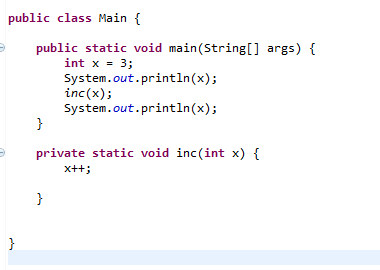 public class Main {
public static void main(String[] args) {
int x = 3;
System.out.println(x);
inc(x);
System.out.println(x);
}
private static void inc(int x) {
x++;
}
}